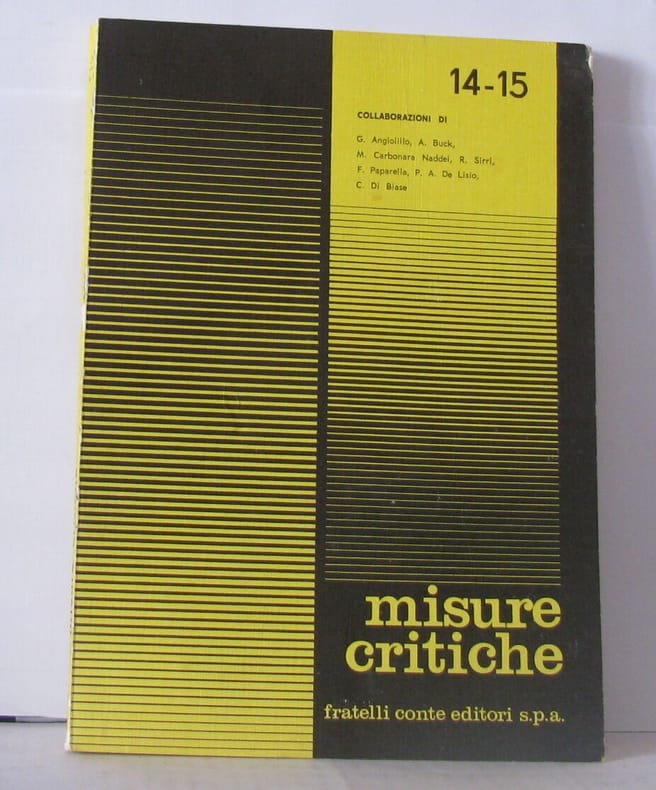 14-15
COLLABORAZIONI DI
G. Angiolillo, A. Buck,
M. Carbonara Naddei, R. Sirri,
F. Paparella, P. A. De Lisio,
C. Di Biase
misure
critiche
fratelli conte editori s.p.a.